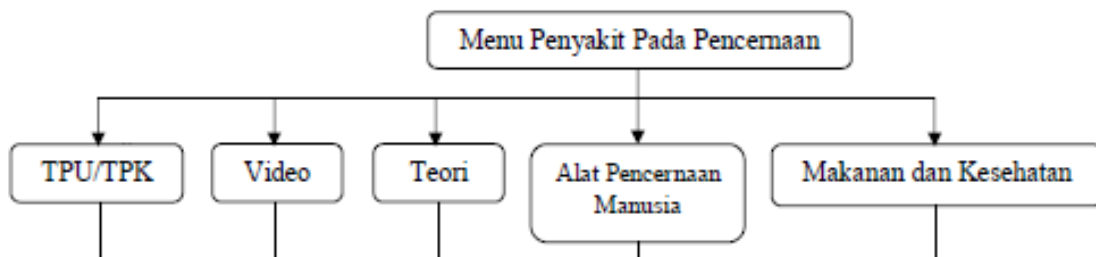 Menu Penyakit Pada Pencernaan
TPU/TPK
Video
Teori
Alat Pencernaan
Manusia
Makanan dan Kesehatan